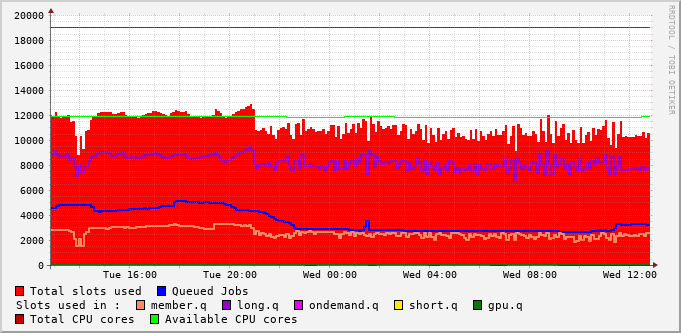 20000
18000
16000
14000
12000
10000
8000
6000
4000
2000
0
Tue 16:00 Tue 20:00 Wed 00:00 Wed 04:00 Wed 08:00 Wed 12:00
RRDTOOL / TOBI OETIKER
Total slots used Queued Jobs
Slots used in : member.q long.q ondemand.q short.q gpu.q
Total CPU cores Available CPU cores